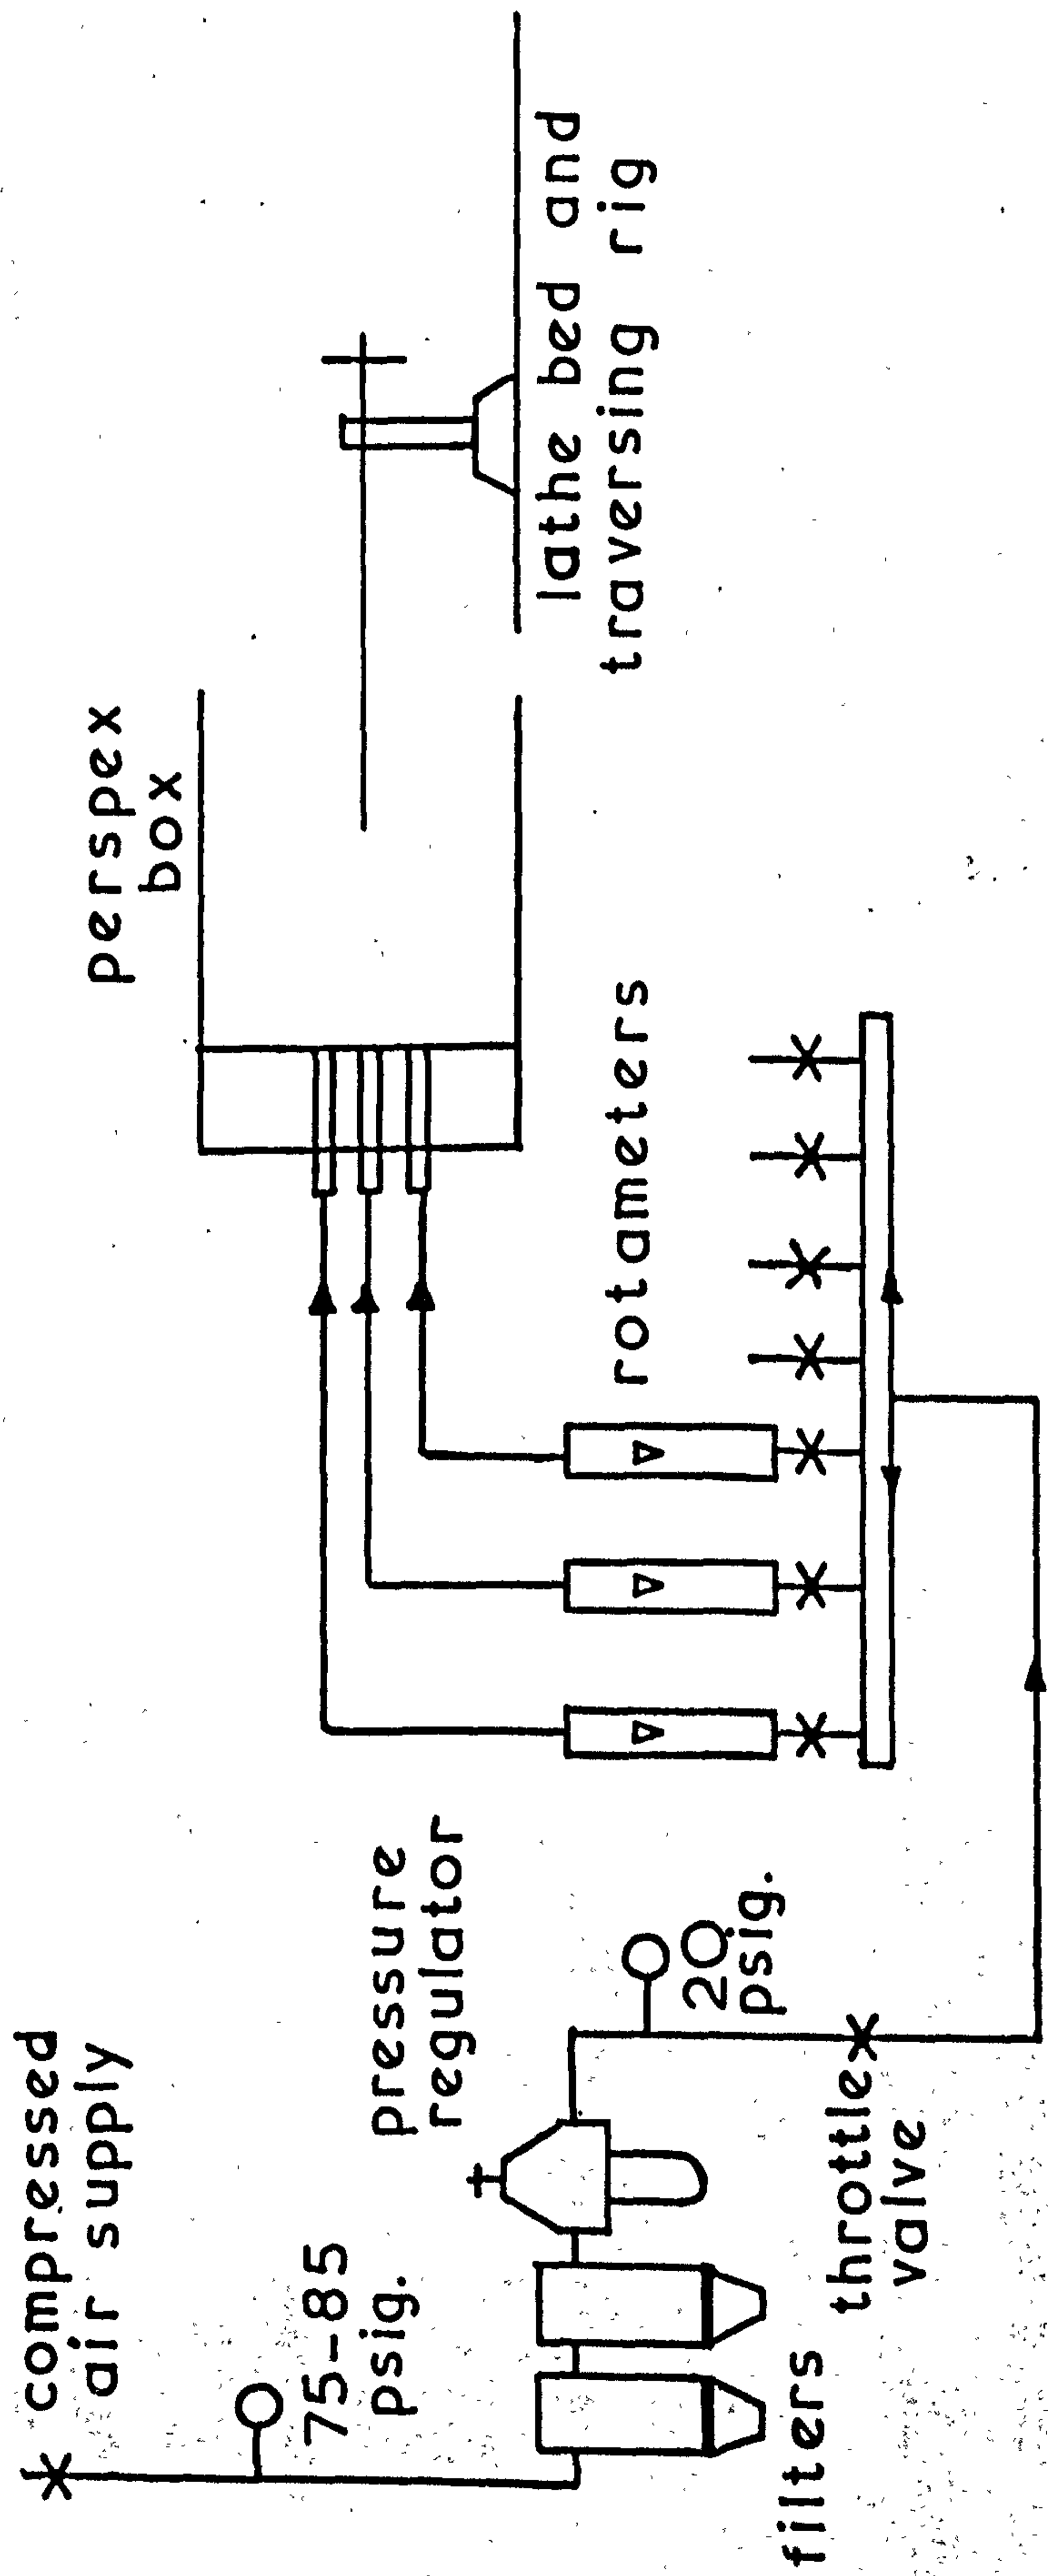 compressed
air supply
75-85
psig.
filters
pressure
regulator
20
psig.
throttle
valve
rotameters
perspex
box
lathe bed and
traversing rig